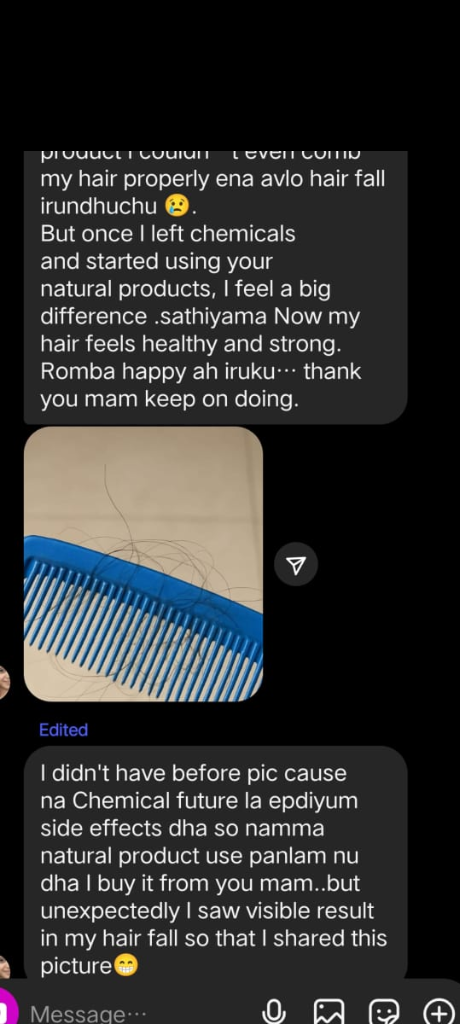 my hair properly ena avlo hair fall
irundhuchu 😢.
But once I left chemicals
and started using your
natural products, I feel a big
difference .sathiyama Now my
hair feels healthy and strong.
Romba happy ah iruku··· thank
you mam keep on doing.
Edited
I didn't have before pic cause
na Chemical future la epdiyum
side effects dha so namma
natural product use panlam nu
dha I buy it from you mam..but
unexpectedly I saw visible result
in my hair fall so that I shared this
picture😁
Message···